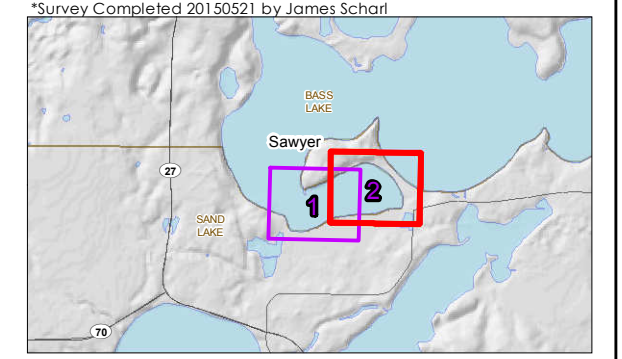 *Survey Completed 20150521 by James Scharl
BASS
LAKE
Sawyer
27
2
1
SAND
LAKE
70